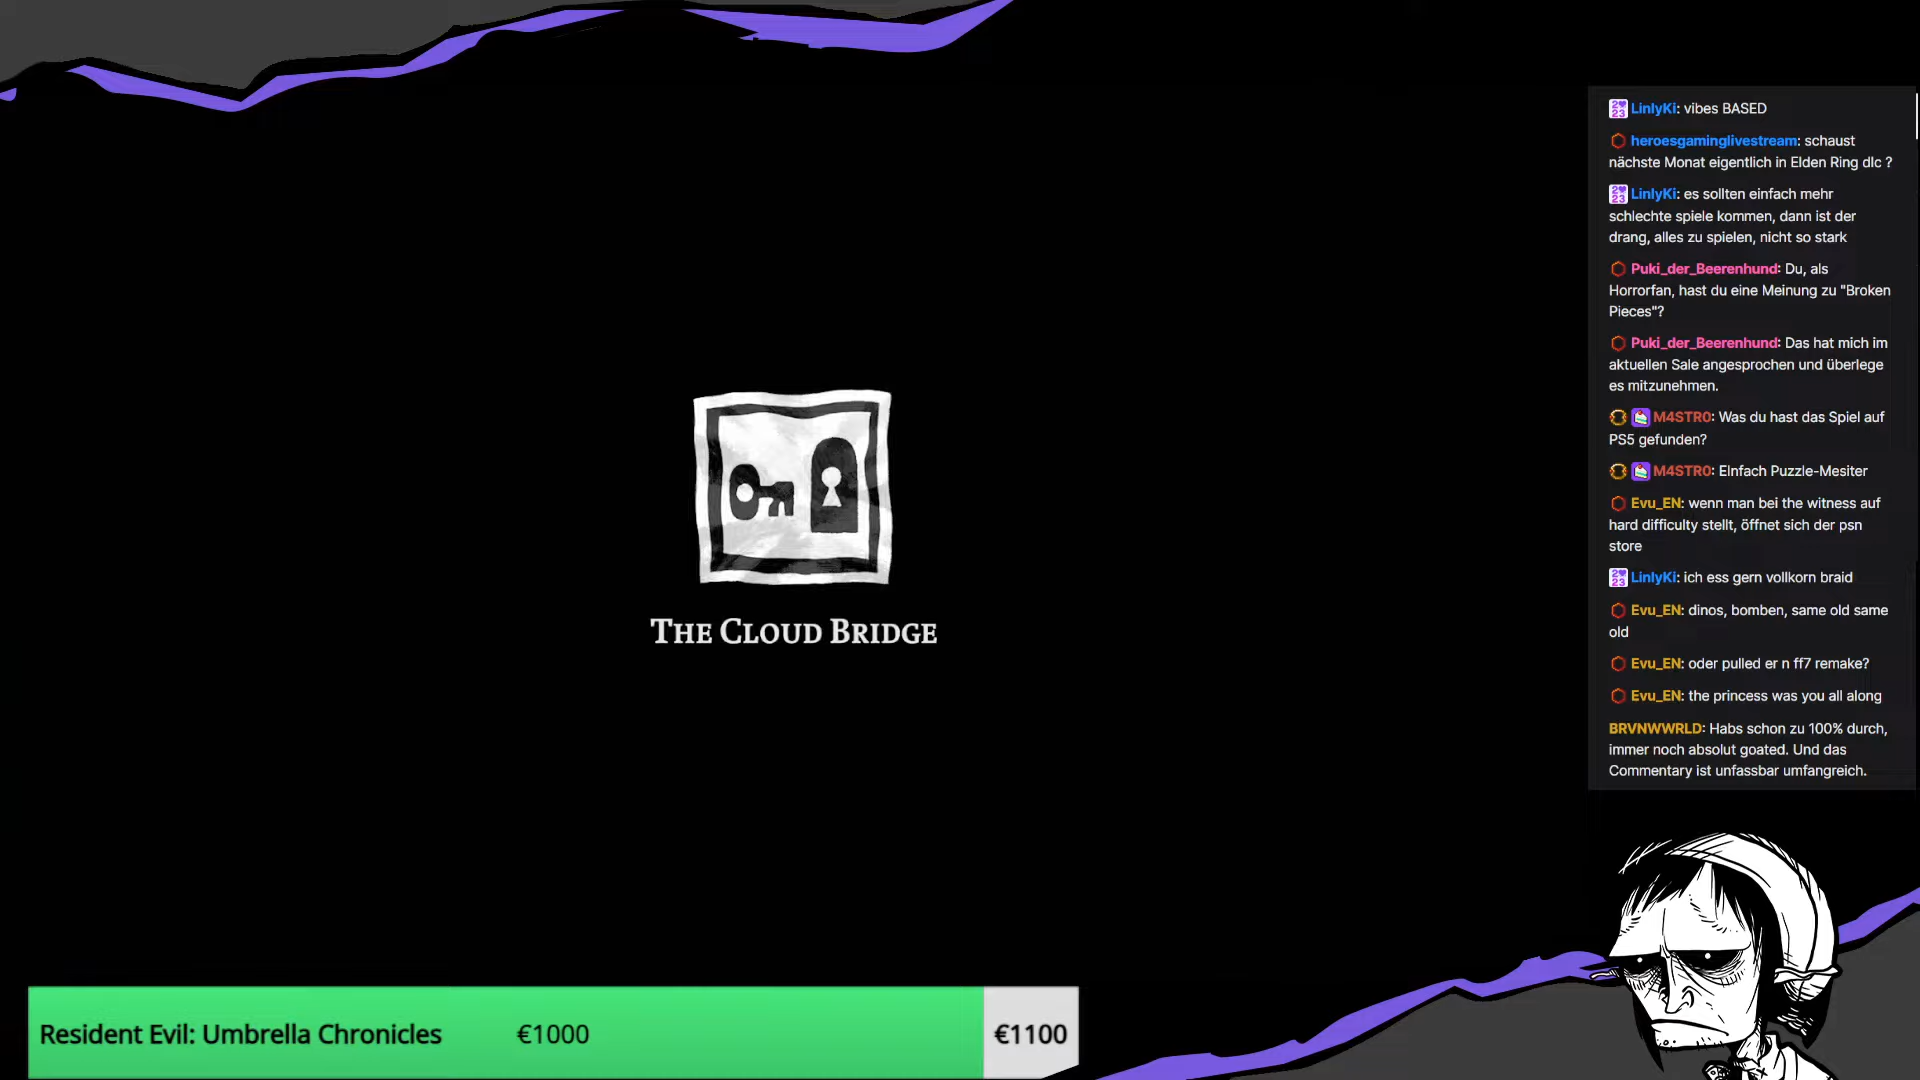 LinlyKi: vibes BASED
heroesgaminglivestream: schaust
nächste Monat eigentlich in Elden Ring dlc ?
LinlyKi: es sollten einfach mehr
schlechte spiele kommen, dann ist der
drang, alles zu spielen, nicht so stark
Puki_der_Beerenhund: Du, als
Horrorfan, hast du eine Meinung zu "Broken
Pieces"?
Puki_der_Beerenhund: Das hat mich im
aktuellen Sale angesprochen und überlege
es mitzunehmen.
M4STR0: Was du hast das Spiel auf
PS5 gefunden?
M4STR0: EInfach Puzzle-Mesiter
Evu_EN: wenn man bei the witness auf
hard difficulty stellt, öffnet sich der psn
store
LinlyKi: ich ess gern vollkorn braid
Evu_EN: dinos, bomben, same old same
old
Evu_EN: oder pulled er n ff7 remake?
Evu_EN: the princess was you all along
BRVNWWRLD: Habs schon zu 100% durch,
immer noch absolut goated. Und das
Commentary ist unfassbar umfangreich.
THE CLOUD BRIDGE
Resident Evil: Umbrella Chronicles €1000 €1100